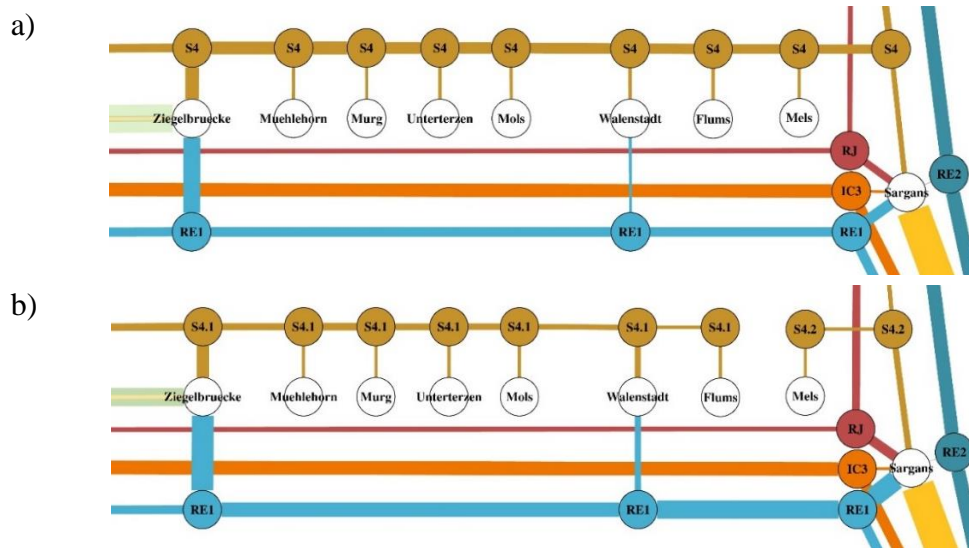 a)
S4 S4 S4 S4 S4 S4 S4 S4 S4
Ziegelbruecke Muehlehorn Murg Unterterzen Mols Walenstadt Flums Mels
RJ
RE2
IC3 Sargans
RE1 RE1 RE1
b)
S4.1 S4.1 S4.1 S4.1 S4.1 S4.1 S4.1 S4.2 S4.2
Ziegelbruecke Muehlehorn Murg Unterterzen Mols Walenstadt Flums Mels
RJ
RE2
IC3 Sargans
RE1 RE1 RE1